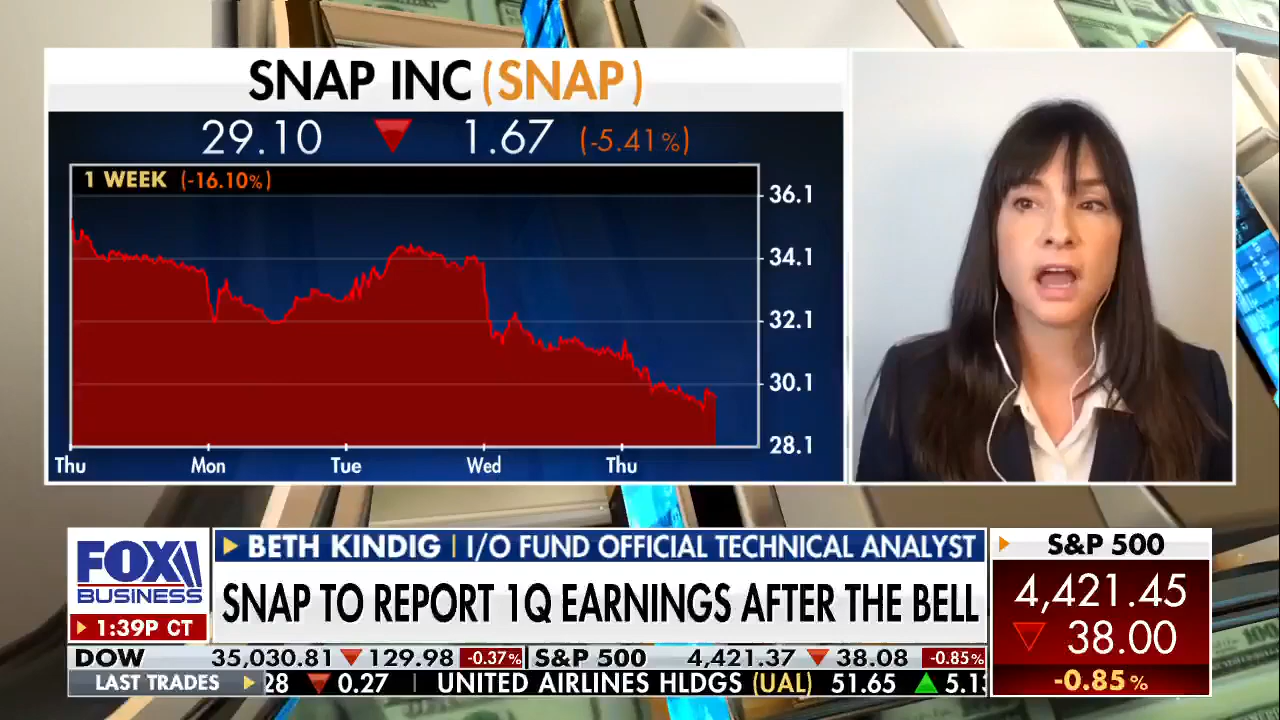 SNAP INC (SNAP)
29.10 ▼ 1.67 (-5.41%)
1 WEEK (-16.10%)
36.1
34.1
32.1
30.1
28.1
Thu Mon Tue Wed Thu
BETH KINDIG | I/O FUND OFFICIAL TECHNICAL ANALYST
SNAP TO REPORT 1Q EARNINGS AFTER THE BELL
FOX
BUSINESS
1:39P CT
S&P 500
4,421.45
▽ 38.00
-0.85%
DOW 35,030.81 ▼ 129.98 -0.37% S&P 500 4,421.37 ▼ 38.08 -0.85%
LAST TRADES 28 ▼ 0.27 | UNITED AIRLINES HLDGS (UAL) 51.65 ▲ 5.1